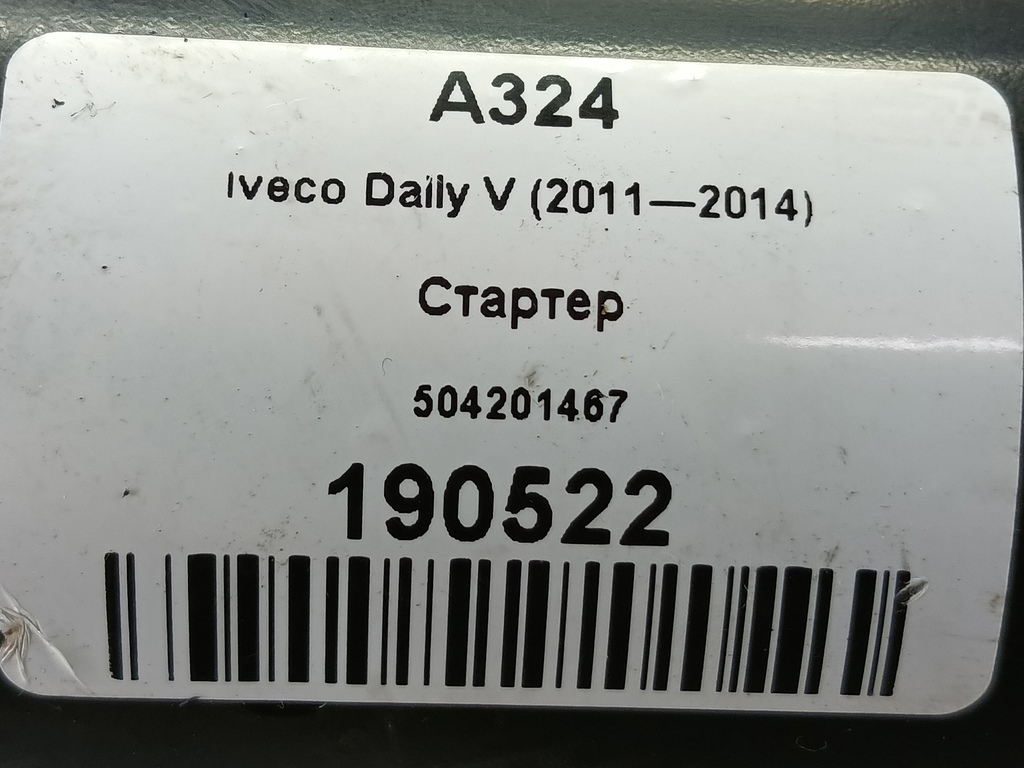 A324
Iveco Daily V (2011—2014)
Стартер
504201467
190522